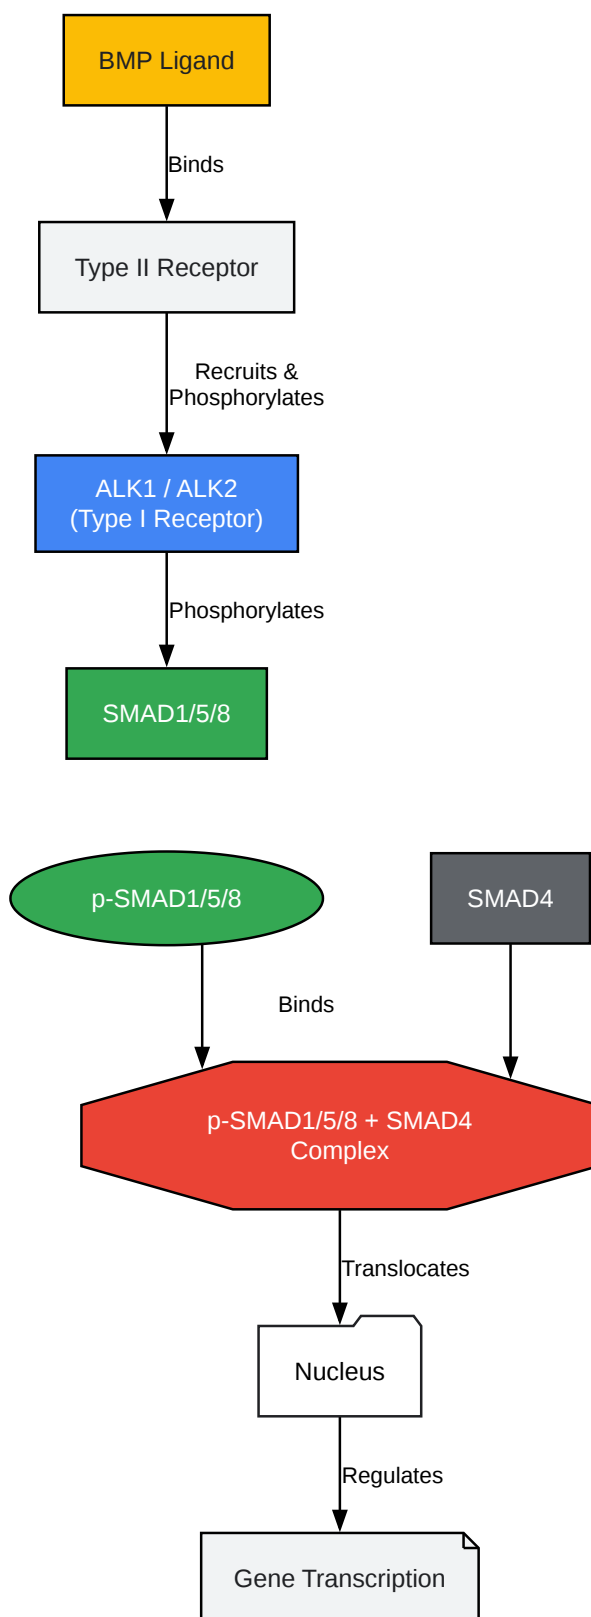 BMP Ligand
Binds
Type II Receptor
Recruits &
Phosphorylates
ALK1 / ALK2
(Type I Receptor)
Phosphorylates
SMAD1/5/8
p-SMAD1/5/8
SMAD4
Binds
p-SMAD1/5/8 + SMAD4
Complex
Translocates
Nucleus
Regulates
Gene Transcription